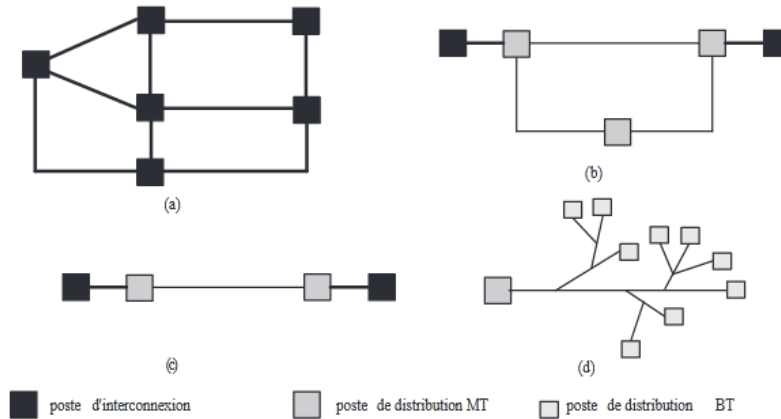 (a)
(b)
(c)
(d)
poste d'interconnexion
poste de distribution MT
poste de distribution BT